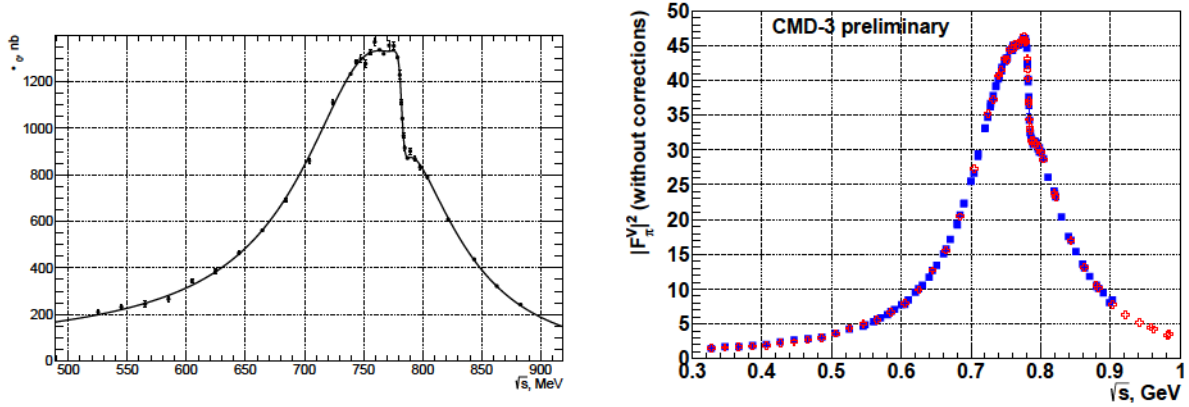 nb
1200
1000
800
600
400
200
0
500 550 600 650 700 750 800 850 900
√s, MeV
CMD-3 preliminary
|F_π^V|² (without corrections)
50
45
40
35
30
25
20
15
10
5
0
0.3 0.4 0.5 0.6 0.7 0.8 0.9 1
√s, GeV